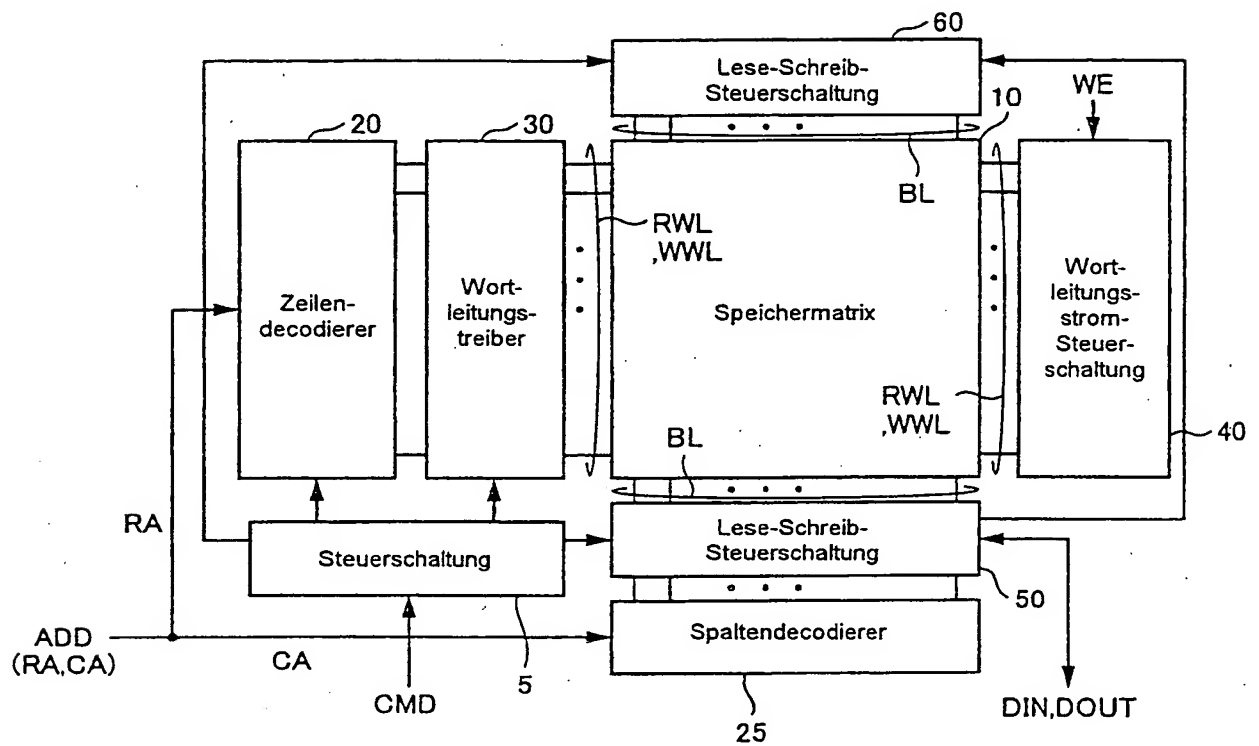 60
Lese-Schreib-
Steuerschaltung
WE
20
30
10
BL
RWL
,WWL
Zeilen-
decodierer
Wort-
leitungs-
treiber
Speichermatrix
Wort-
leitungs-
strom-
Steuer-
schaltung
RWL
,WWL
40
BL
RA
Steuerschaltung
Lese-Schreib-
Steuerschaltung
50
ADD
(RA,CA)
CA
5
Spaltendecodierer
CMD
25
DIN,DOUT